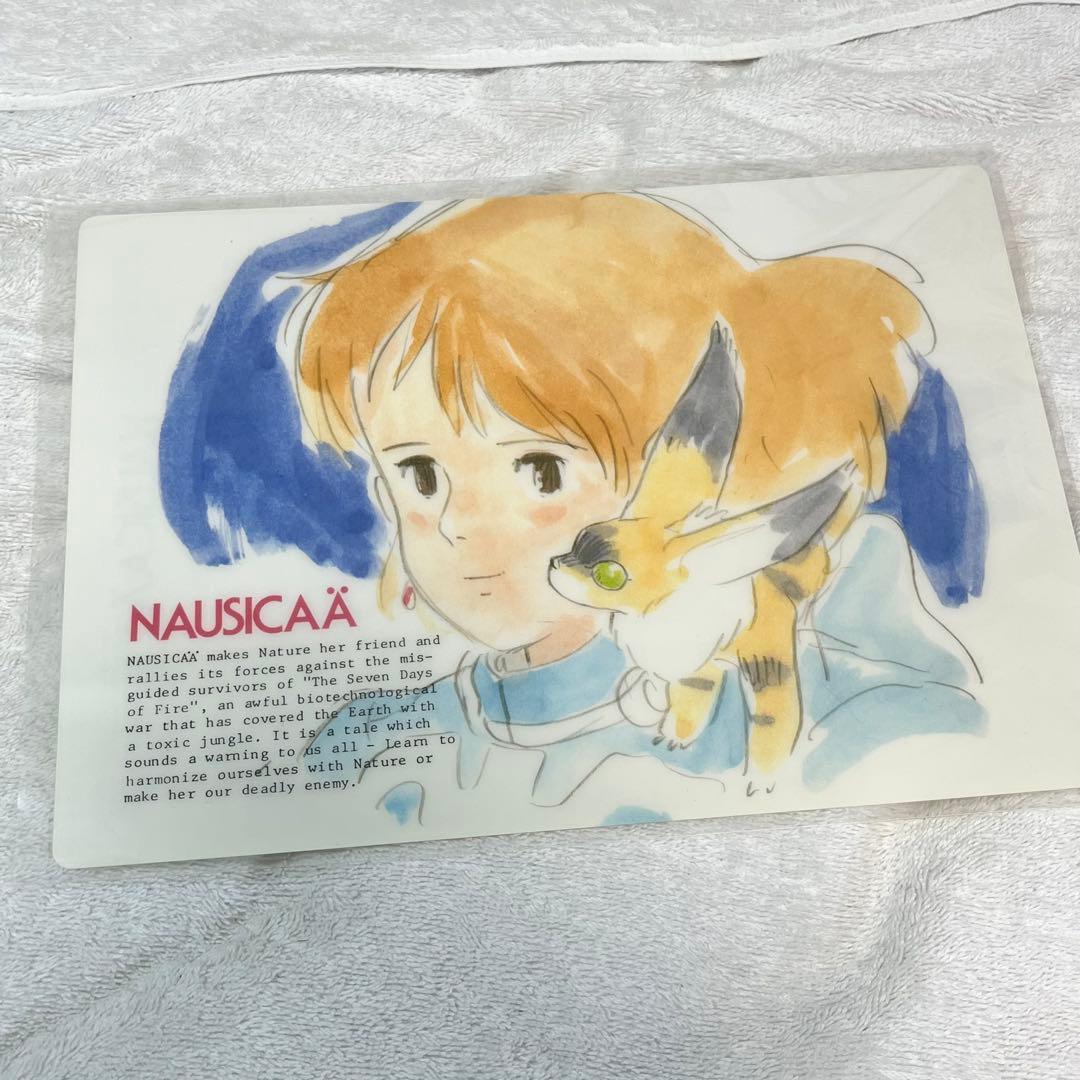 NAUSICAÄ
NAUSICAÄ makes Nature her friend and
rallies its forces against the mis-
guided survivors of "The Seven Days
of Fire", an awful biotechnological
war that has covered the Earth with
a toxic jungle. It is a tale which
sounds a warning to us all - Learn to
harmonize ourselves with Nature or
make her our deadly enemy.